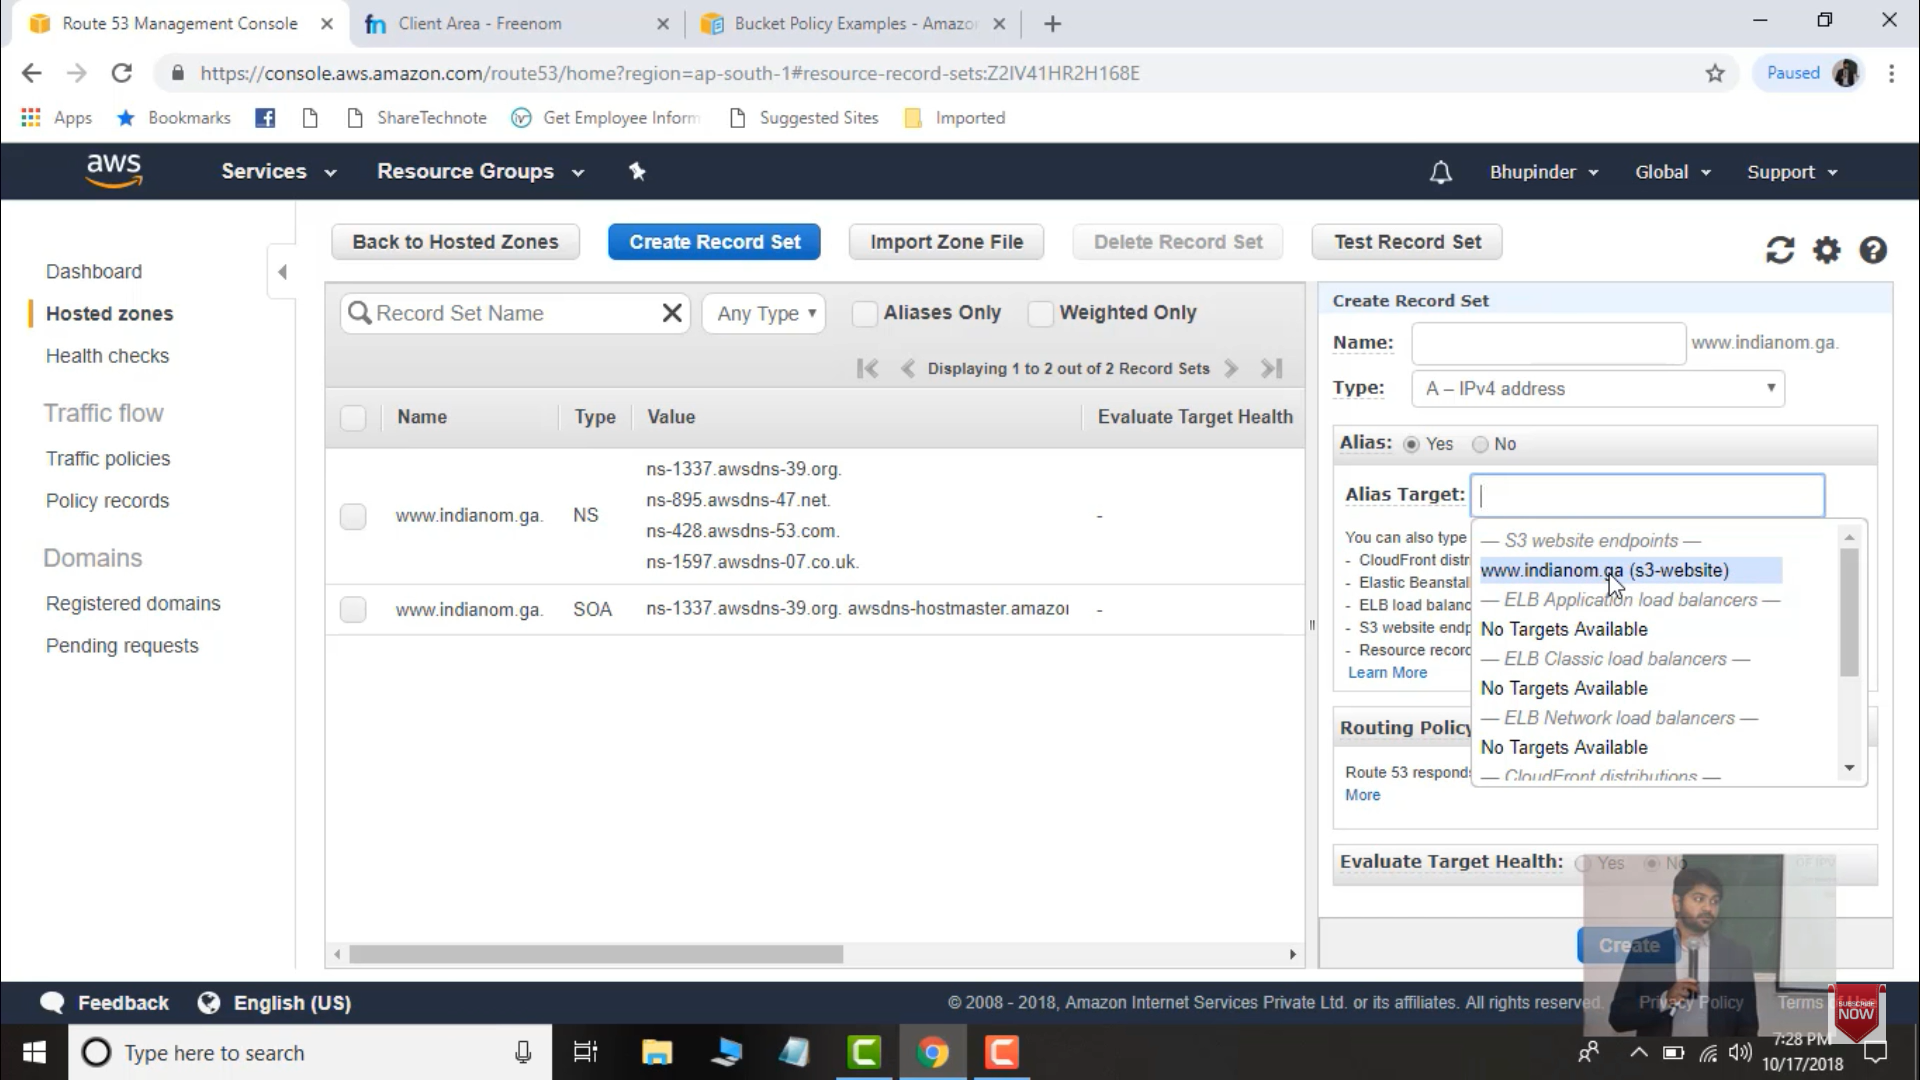 Route 53 Management Console
Client Area - Freenom
Bucket Policy Examples - Amazo
https://console.aws.amazon.com/route53/home?region=ap-south-1#resource-record-sets:Z2IV41HR2H168E
Paused
Apps
Bookmarks
ShareTechnote
Get Employee Inform
Suggested Sites
Imported
aws
Services
Resource Groups
Bhupinder
Global
Support
Dashboard
Hosted zones
Health checks
Traffic flow
Traffic policies
Policy records
Domains
Registered domains
Pending requests
Back to Hosted Zones
Create Record Set
Import Zone File
Delete Record Set
Test Record Set
Record Set Name
Any Type
Aliases Only
Weighted Only
Displaying 1 to 2 out of 2 Record Sets
Name Type Value Evaluate Target Health
www.indianom.ga. NS
ns-1337.awsdns-39.org.
ns-895.awsdns-47.net.
ns-428.awsdns-53.com.
ns-1597.awsdns-07.co.uk.
-
www.indianom.ga. SOA ns-1337.awsdns-39.org. awsdns-hostmaster.amazon -
Create Record Set
Name: www.indianom.ga.
Type: A – IPv4 address
Alias: Yes No
Alias Target:
You can also type
- CloudFront distr
- Elastic Beanstal
- ELB load balanc
- S3 website endp
- Resource record
Learn More
— S3 website endpoints —
www.indianom.ga (s3-website)
— ELB Application load balancers —
No Targets Available
— ELB Classic load balancers —
No Targets Available
— ELB Network load balancers —
No Targets Available
— CloudFront distributions —
Routing Policy
Route 53 responds
More
Evaluate Target Health: Yes No
Create
Feedback
English (US)
© 2008 - 2018, Amazon Internet Services Private Ltd. or its affiliates. All rights reserved.
Privacy Policy
Terms of Use
SUBSCRIBE
NOW
Type here to search
7:28 PM
10/17/2018